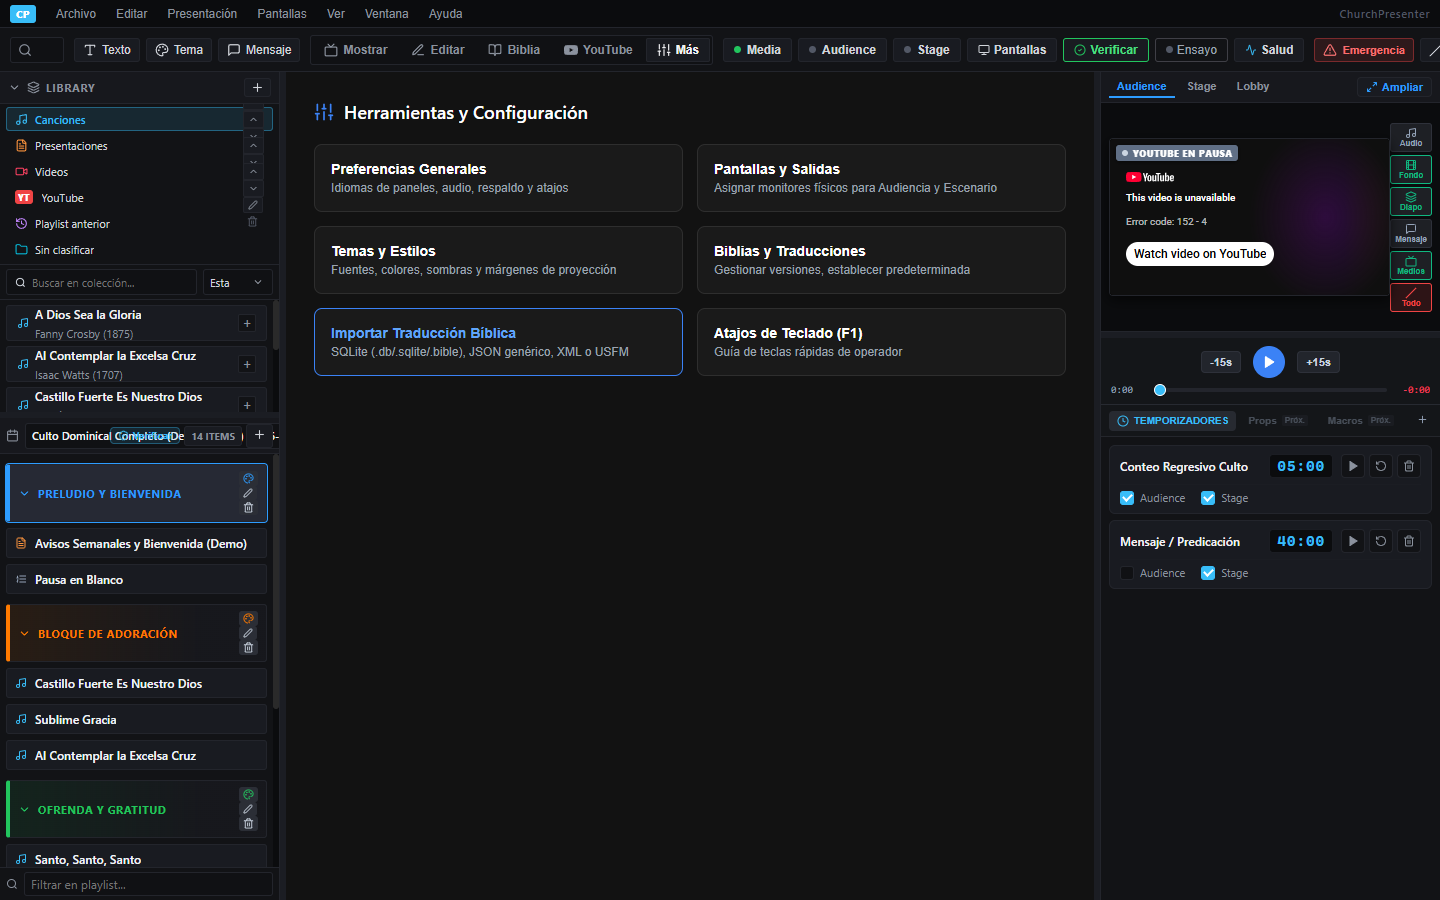 CP Archivo Editar Presentación Pantallas Ver Ventana Ayuda ChurchPresenter
Texto Tema Mensaje Mostrar Editar Biblia YouTube Más Media Audience Stage Pantallas Verificar Ensayo Salud Emergencia
LIBRARY
Canciones
Presentaciones
Videos
YT YouTube
Playlist anterior
Sin clasificar
Buscar en colección... Esta
A Dios Sea la Gloria
Fanny Crosby (1875)
Al Contemplar la Excelsa Cruz
Isaac Watts (1707)
Castillo Fuerte Es Nuestro Dios
Culto Dominical Completo (De 14 ITEMS
PRELUDIO Y BIENVENIDA
Avisos Semanales y Bienvenida (Demo)
Pausa en Blanco
BLOQUE DE ADORACIÓN
Castillo Fuerte Es Nuestro Dios
Sublime Gracia
Al Contemplar la Excelsa Cruz
OFRENDA Y GRATITUD
Santo, Santo, Santo
Filtrar en playlist...
Herramientas y Configuración
Preferencias Generales
Idiomas de paneles, audio, respaldo y atajos
Pantallas y Salidas
Asignar monitores físicos para Audiencia y Escenario
Temas y Estilos
Fuentes, colores, sombras y márgenes de proyección
Biblias y Traducciones
Gestionar versiones, establecer predeterminada
Importar Traducción Bíblica
SQLite (.db/.sqlite/.bible), JSON genérico, XML o USFM
Atajos de Teclado (F1)
Guía de teclas rápidas de operador
Audience Stage Lobby Ampliar
YOUTUBE EN PAUSA
YouTube
This video is unavailable
Error code: 152 - 4
Watch video on YouTube
Audio
Fondo
Diapo
Mensaje
Medios
Todo
-15s +15s
0:00 -0:00
TEMPORIZADORES Props Próx. Macros Próx.
Conteo Regresivo Culto 05:00
Audience Stage
Mensaje / Predicación 40:00
Audience Stage